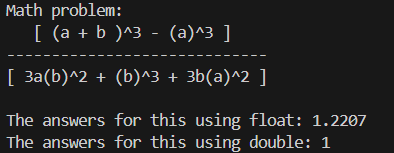 Math problem:
[ (a + b )^3 - (a)^3 ]
----------------------------
[ 3a(b)^2 + (b)^3 + 3b(a)^2 ]
The answers for this using float: 1.2207
The answers for this using double: 1